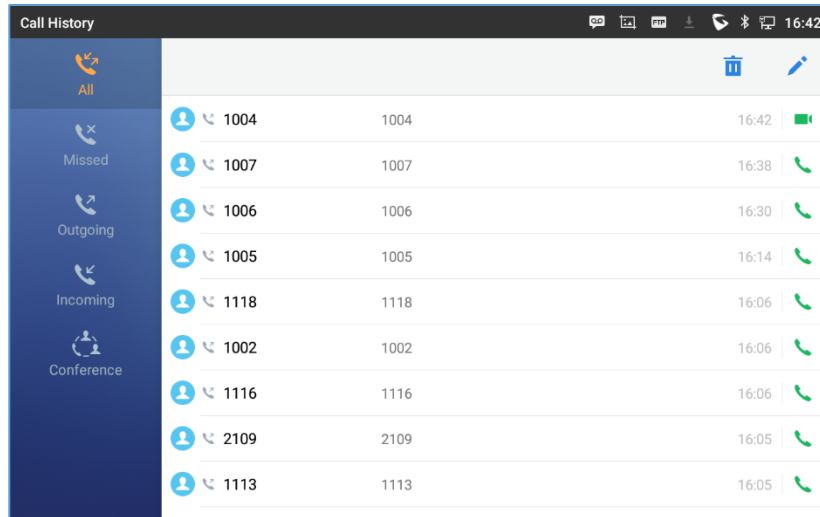 Call History FTP 16:42
All
Missed
Outgoing
Incoming
Conference
1004 1004 16:42
1007 1007 16:38
1006 1006 16:30
1005 1005 16:14
1118 1118 16:06
1002 1002 16:06
1116 1116 16:06
2109 2109 16:05
1113 1113 16:05